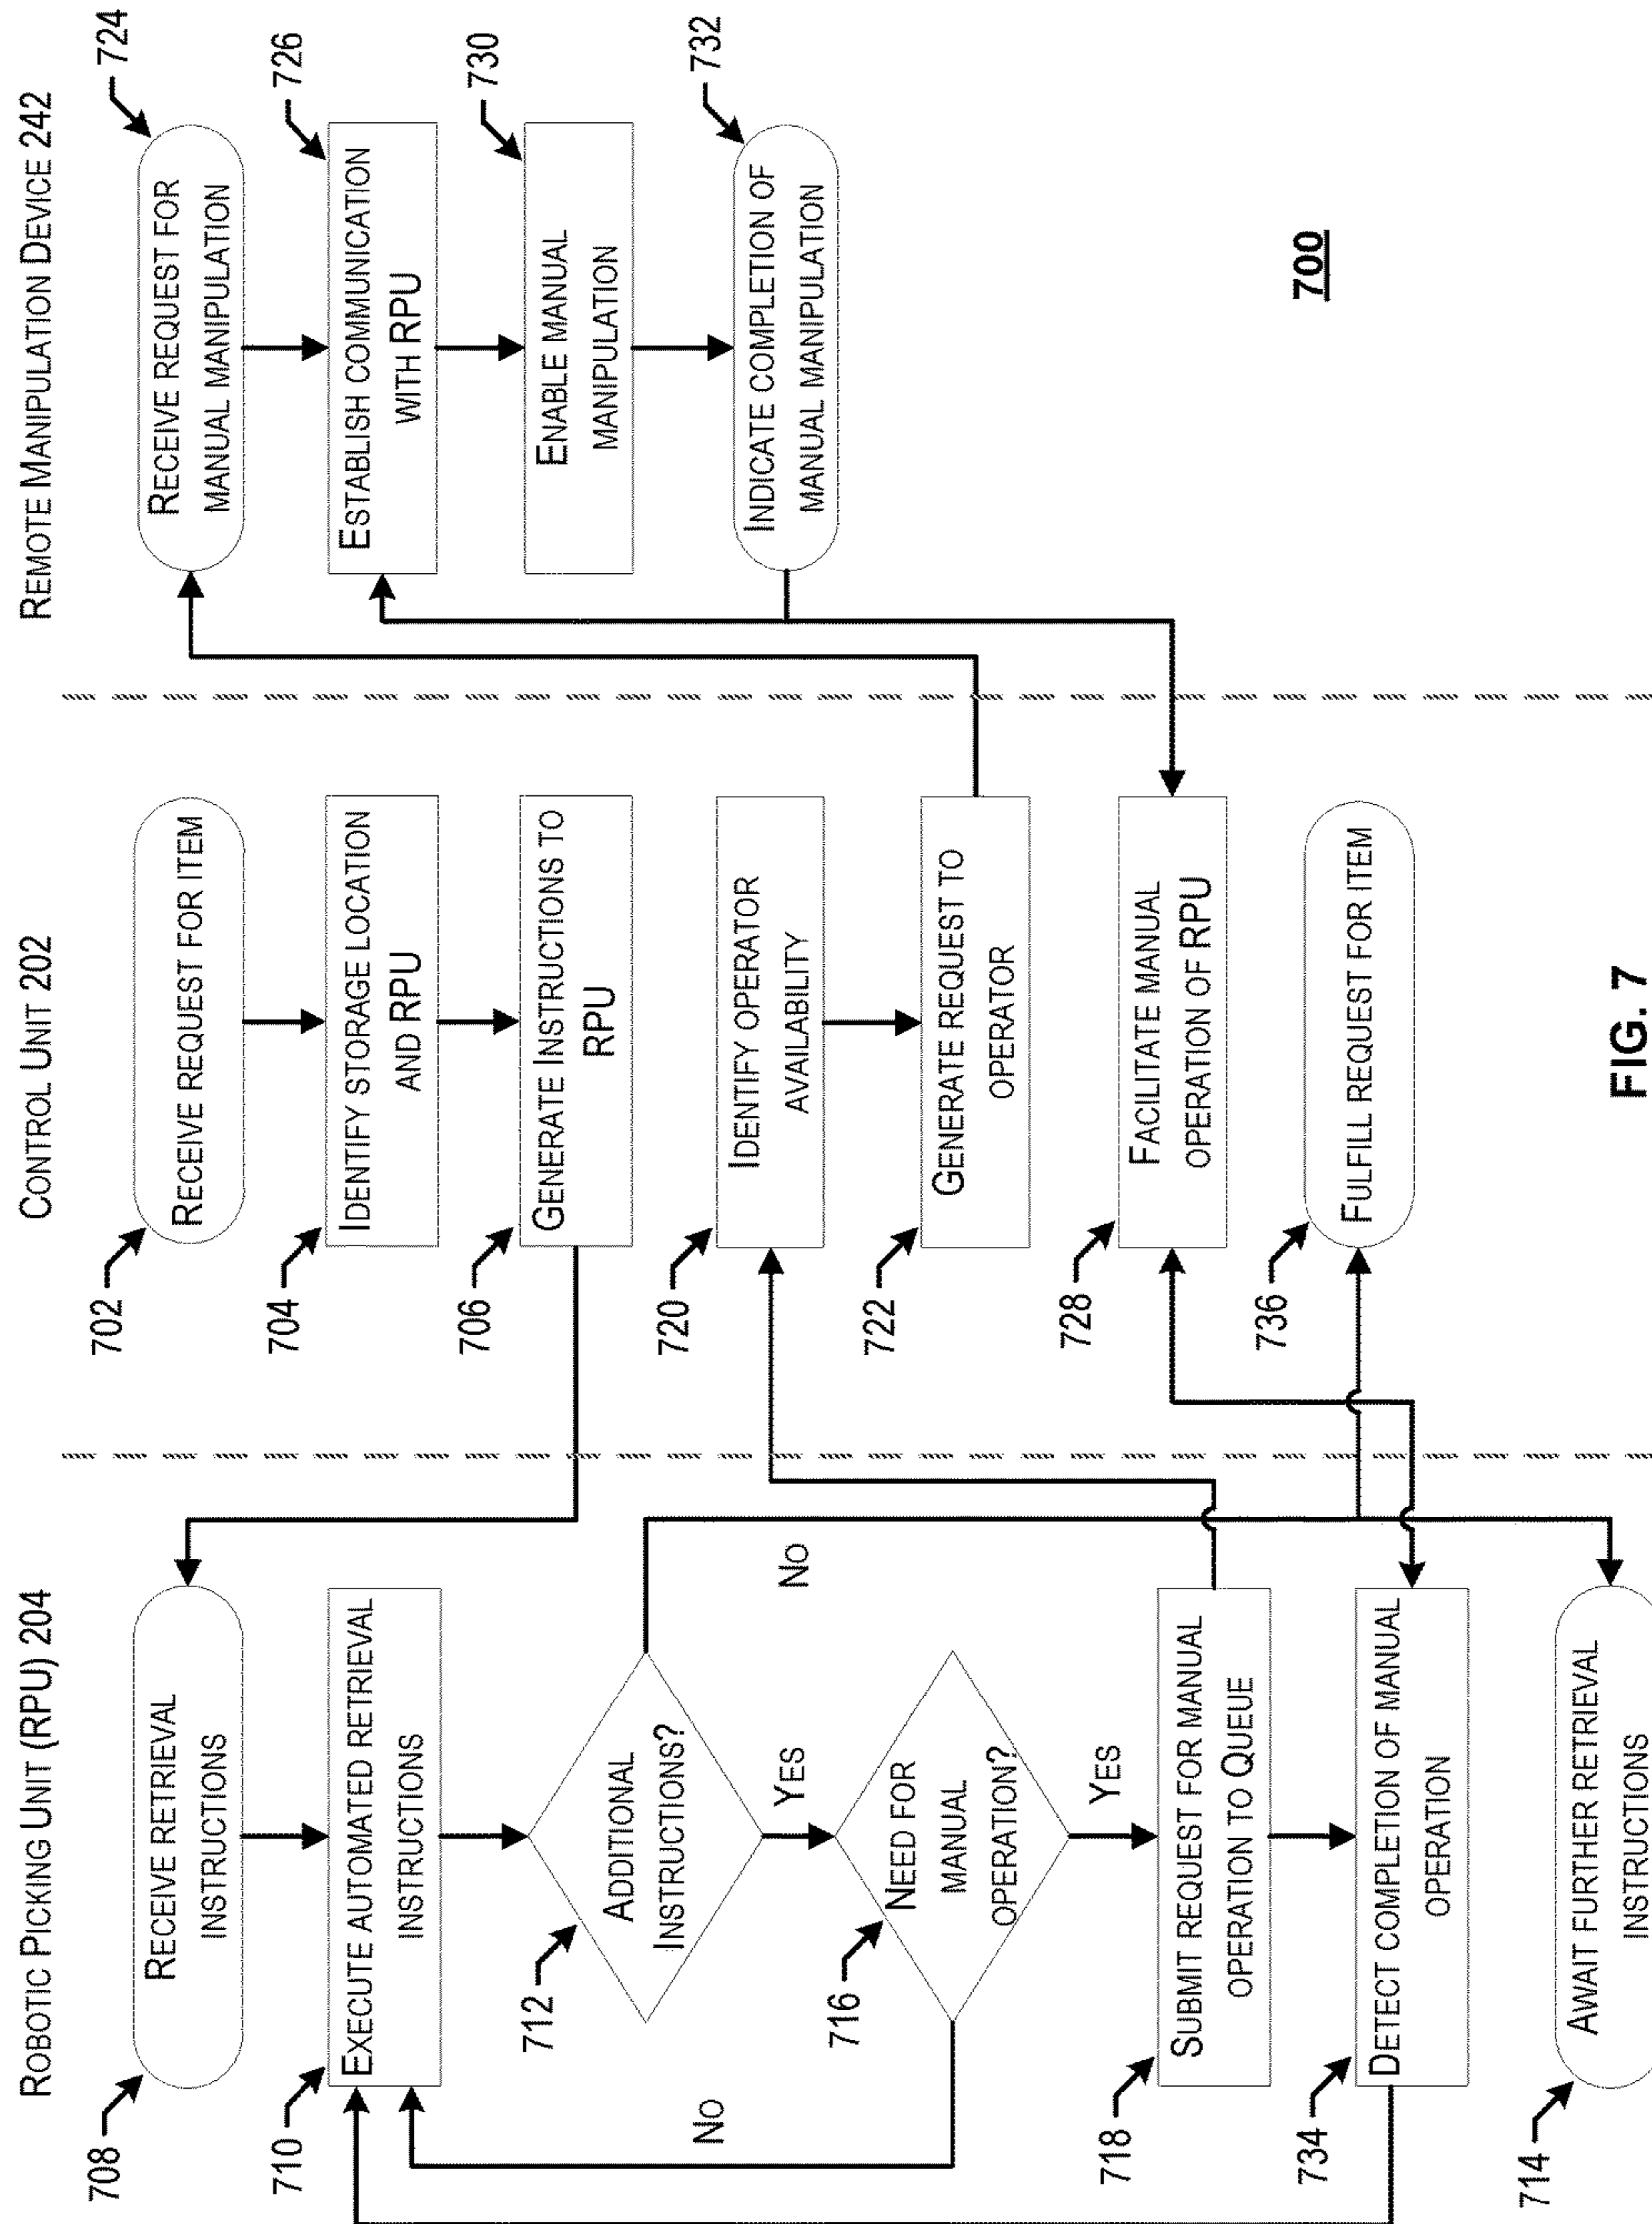 ROBOTIC PICKING UNIT (RPU) 204
708
RECEIVE RETRIEVAL
INSTRUCTIONS
710
EXECUTE AUTOMATED RETRIEVAL
INSTRUCTIONS
712
ADDITIONAL
INSTRUCTIONS?
NO
YES
716
NEED FOR
MANUAL
OPERATION?
NO
YES
718
SUBMIT REQUEST FOR MANUAL
OPERATION TO QUEUE
734
DETECT COMPLETION OF MANUAL
OPERATION
714
AWAIT FURTHER RETRIEVAL
INSTRUCTIONS
CONTROL UNIT 202
702
RECEIVE REQUEST FOR ITEM
704
IDENTIFY STORAGE LOCATION
AND RPU
706
GENERATE INSTRUCTIONS TO
RPU
720
IDENTIFY OPERATOR
AVAILABILITY
722
GENERATE REQUEST TO
OPERATOR
728
FACILITATE MANUAL
OPERATION OF RPU
736
FULFILL REQUEST FOR ITEM
REMOTE MANIPULATION DEVICE 242
724
RECEIVE REQUEST FOR
MANUAL MANIPULATION
726
ESTABLISH COMMUNICATION
WITH RPU
730
ENABLE MANUAL
MANIPULATION
732
INDICATE COMPLETION OF
MANUAL MANIPULATION
700
FIG. 7